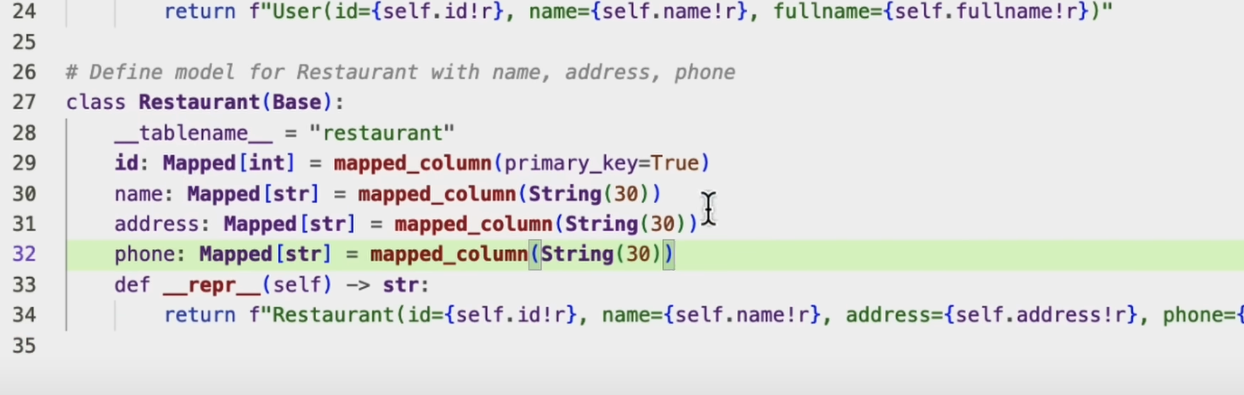 24 return f"User(id={self.id!r}, name={self.name!r}, fullname={self.fullname!r})"
25
26 # Define model for Restaurant with name, address, phone
27 class Restaurant(Base):
28 __tablename__ = "restaurant"
29 id: Mapped[int] = mapped_column(primary_key=True)
30 name: Mapped[str] = mapped_column(String(30))
31 address: Mapped[str] = mapped_column(String(30))
32 phone: Mapped[str] = mapped_column(String(30))
33 def __repr__(self) -> str:
34 return f"Restaurant(id={self.id!r}, name={self.name!r}, address={self.address!r}, phone={
35